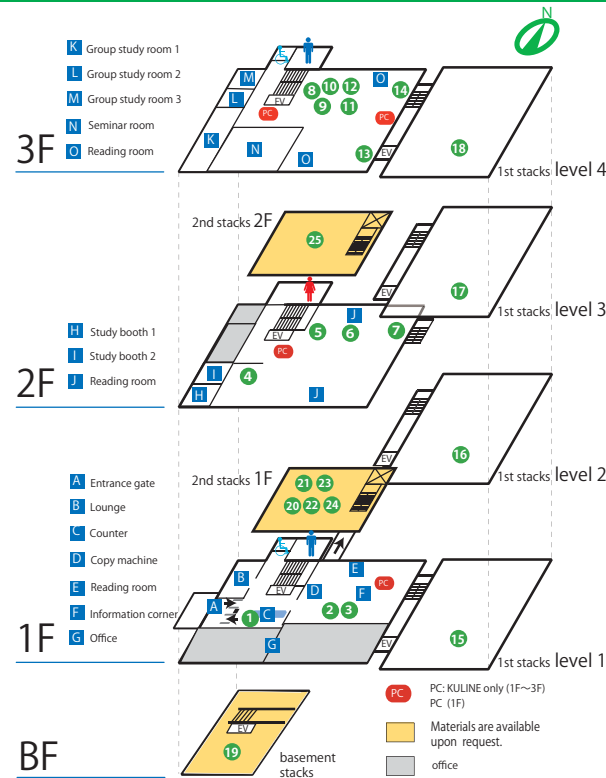 N
K Group study room 1
L Group study room 2
M Group study room 3
N Seminar room
O Reading room
3F
M
L
K
N
O
O
EV
PC
PC
8 10 12
9 11
14
13
EV
18
1st stacks level 4
2nd stacks 2F
25
EV
17
1st stacks level 3
H Study booth 1
I Study booth 2
J Reading room
2F
EV
PC
5
6
7
J
4
I
H
J
EV
16
1st stacks level 2
2nd stacks 1F
21 23
20 22 24
A Entrance gate
B Lounge
C Counter
D Copy machine
E Reading room
F Information corner
G Office
1F
B
A
1
C
EV
D
E
F
PC
2 3
G
EV
15
1st stacks level 1
BF
EV
19
basement
stacks
PC PC: KULINE only (1F～3F)
PC (1F)
Materials are available
upon request.
office